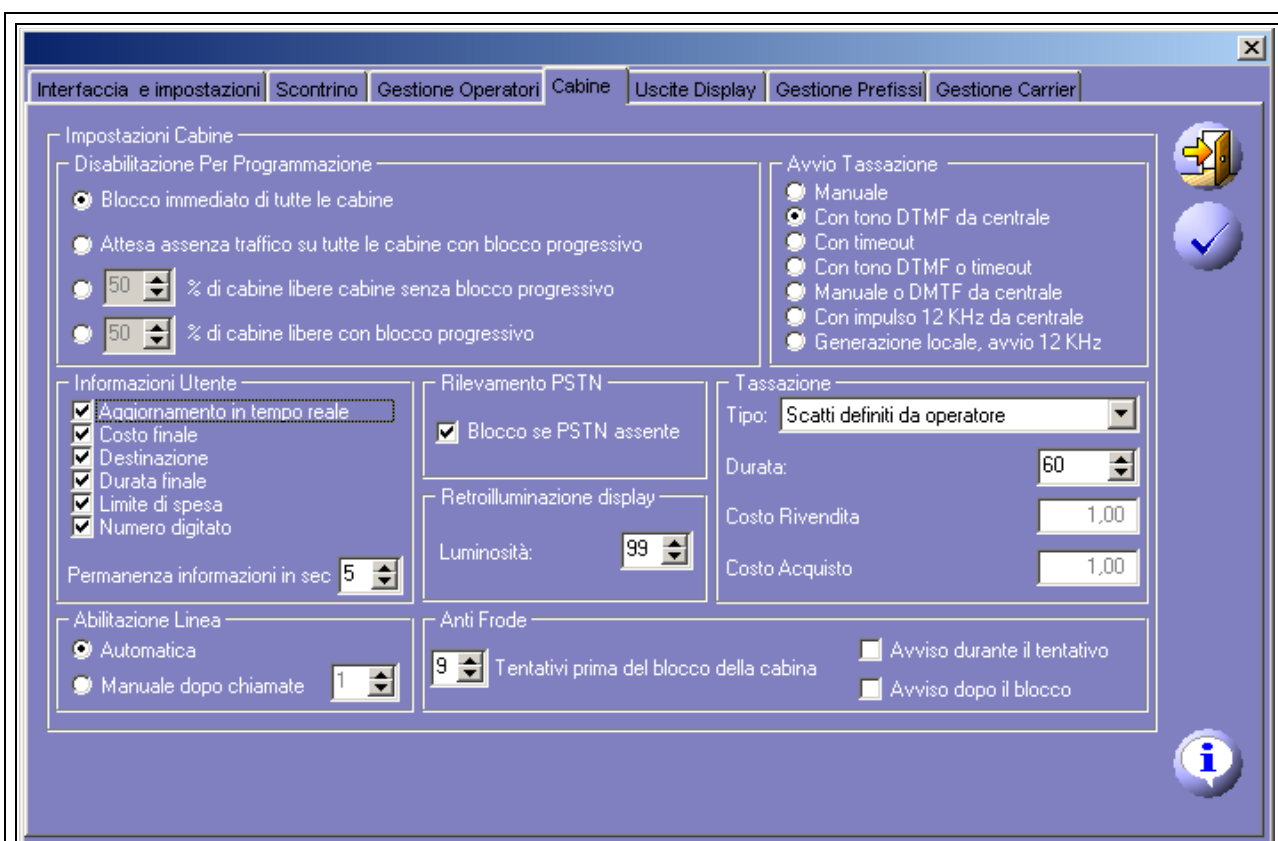 Interfaccia e impostazioni Scontrino Gestione Operatori Cabine Uscite Display Gestione Prefissi Gestione Carrier
Impostazioni Cabine
Disabilitazione Per Programmazione
Blocco immediato di tutte le cabine
Attesa assenza traffico su tutte le cabine con blocco progressivo
50 % di cabine libere cabine senza blocco progressivo
50 % di cabine libere con blocco progressivo
Avvio Tassazione
Manuale
Con tono DTMF da centrale
Con timeout
Con tono DTMF o timeout
Manuale o DMTF da centrale
Con impulso 12 KHz da centrale
Generazione locale, avvio 12 KHz
Informazioni Utente
Aggiornamento in tempo reale
Costo finale
Destinazione
Durata finale
Limite di spesa
Numero digitato
Permanenza informazioni in sec 5
Rilevamento PSTN
Blocco se PSTN assente
Retroilluminazione display
Luminosità: 99
Tassazione
Tipo: Scatti definiti da operatore
Durata: 60
Costo Rivendita 1,00
Costo Acquisto 1,00
Abilitazione Linea
Automatica
Manuale dopo chiamate 1
Anti Frode
9 Tentativi prima del blocco della cabina
Avviso durante il tentativo
Avviso dopo il blocco